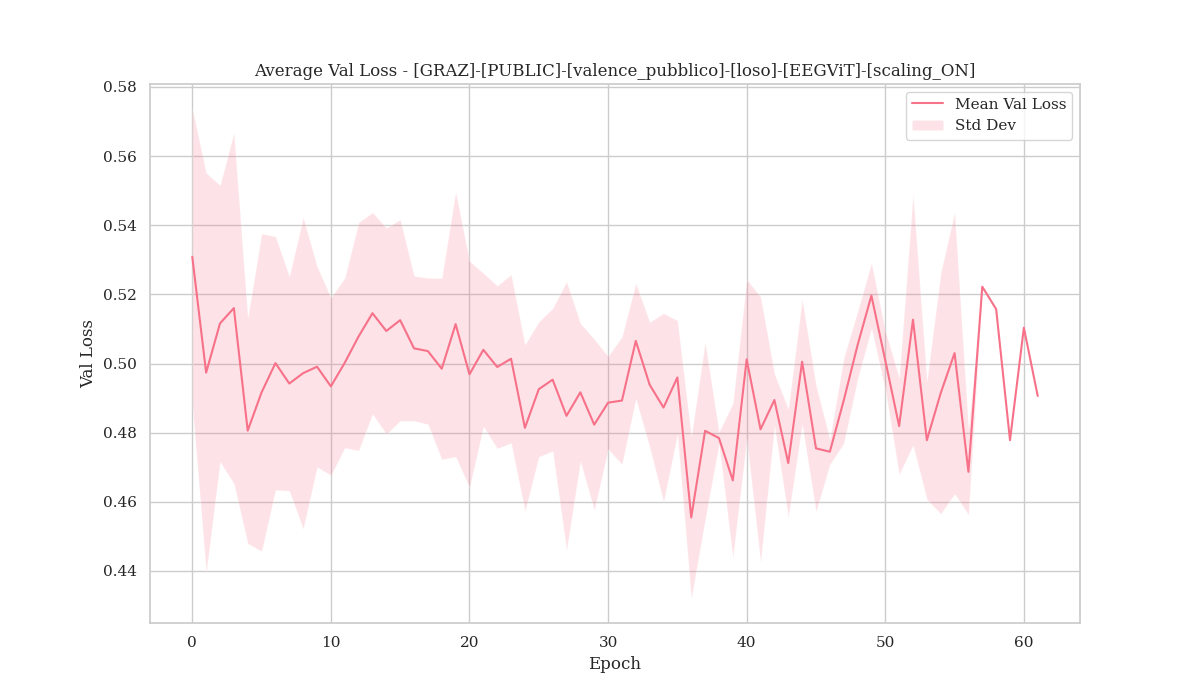 Average Val Loss - [GRAZ]-[PUBLIC]-[valence_pubblico]-[loso]-[EEGViT]-[scaling_ON]
Mean Val Loss
Std Dev
Val Loss
0.58
0.56
0.54
0.52
0.50
0.48
0.46
0.44
0 10 20 30 40 50 60
Epoch